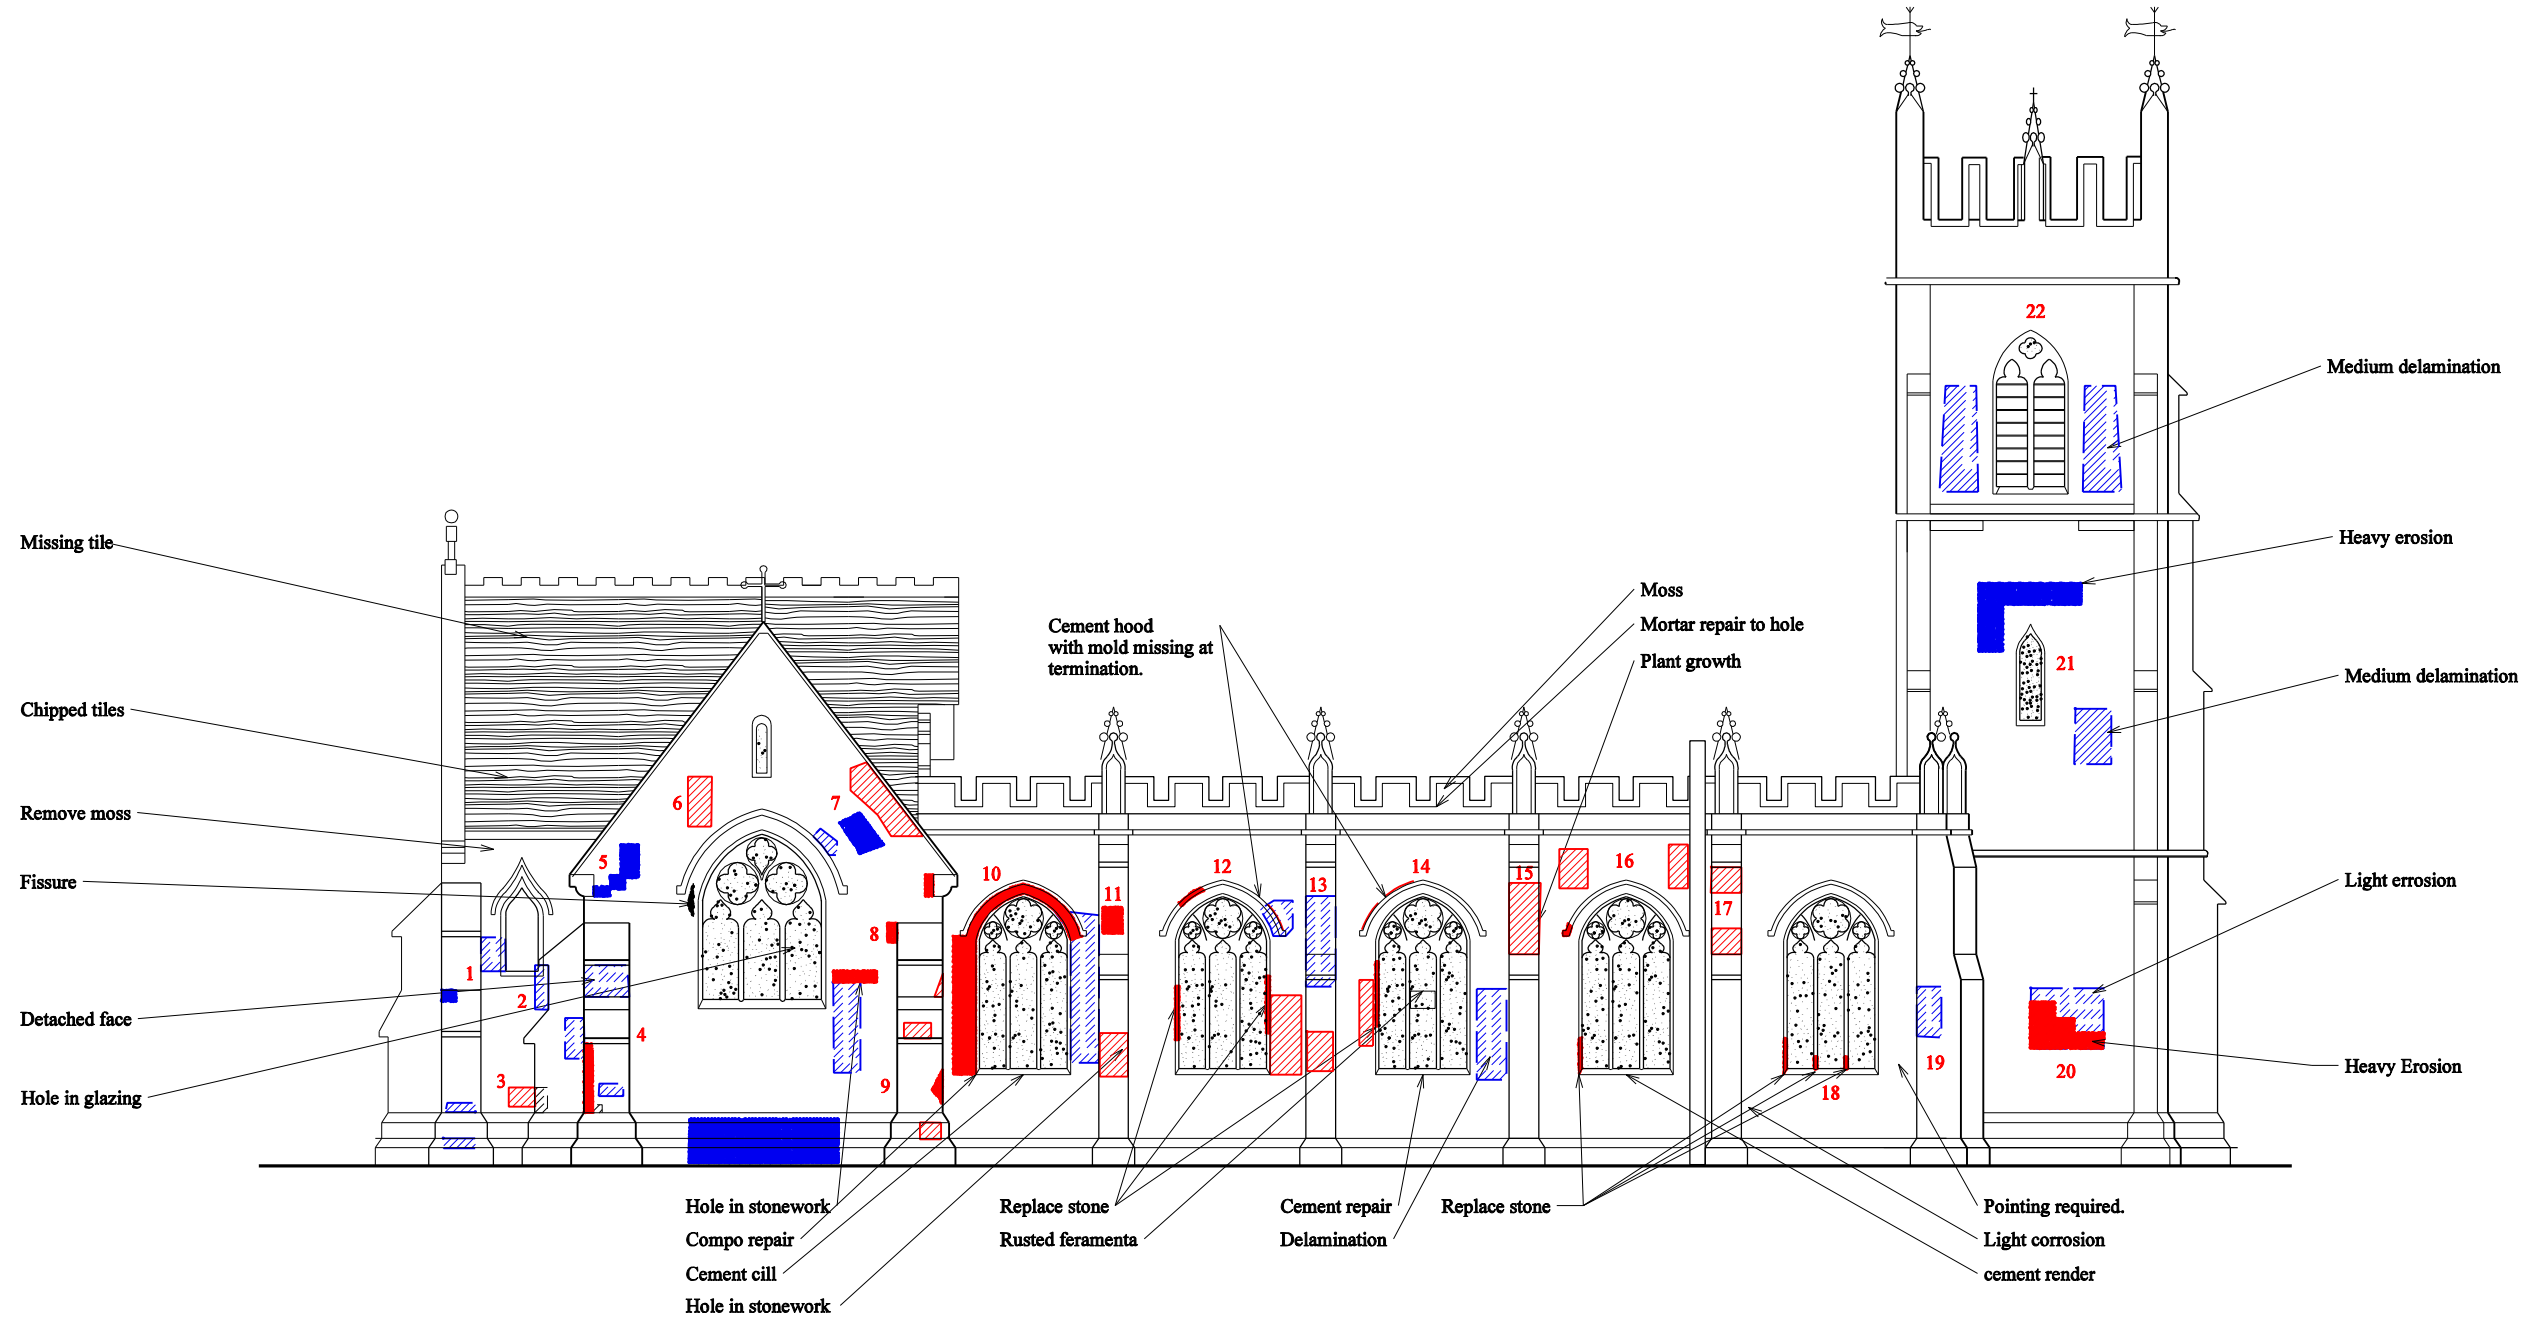 22
Medium delamination
Missing tile
Heavy erosion
Moss
Mortar repair to hole
Plant growth
Cement hood
with mold missing at
termination.
21
Medium delamination
Chipped tiles
6
7
Remove moss
5
10
11
12
13
14
15
16
17
Fissure
Light errosion
8
1
2
Detached face
4
3
9
18
19
20
Heavy Erosion
Hole in glazing
Hole in stonework
Compo repair
Cement cill
Hole in stonework
Replace stone
Rusted feramenta
Cement repair
Delamination
Replace stone
Pointing required.
Light corrosion
cement render